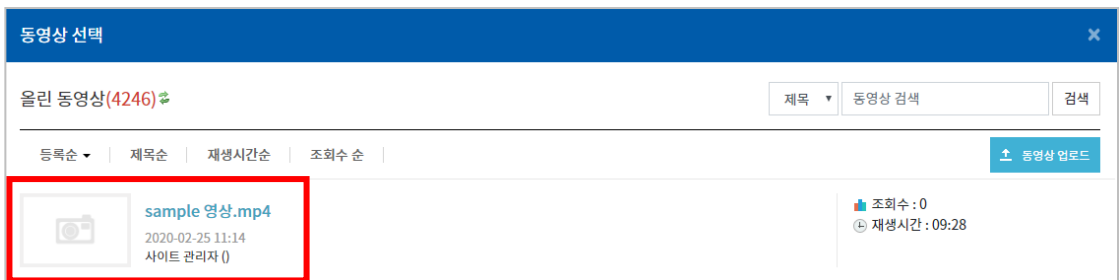 동영상 선택 ×
올린 동영상(4246)
제목 ▼ 동영상 검색 검색
등록순 ▼ 제목순 재생시간순 조회수 순
동영상 업로드
sample 영상.mp4
2020-02-25 11:14
사이트 관리자 ()
조회수 : 0
재생시간 : 09:28